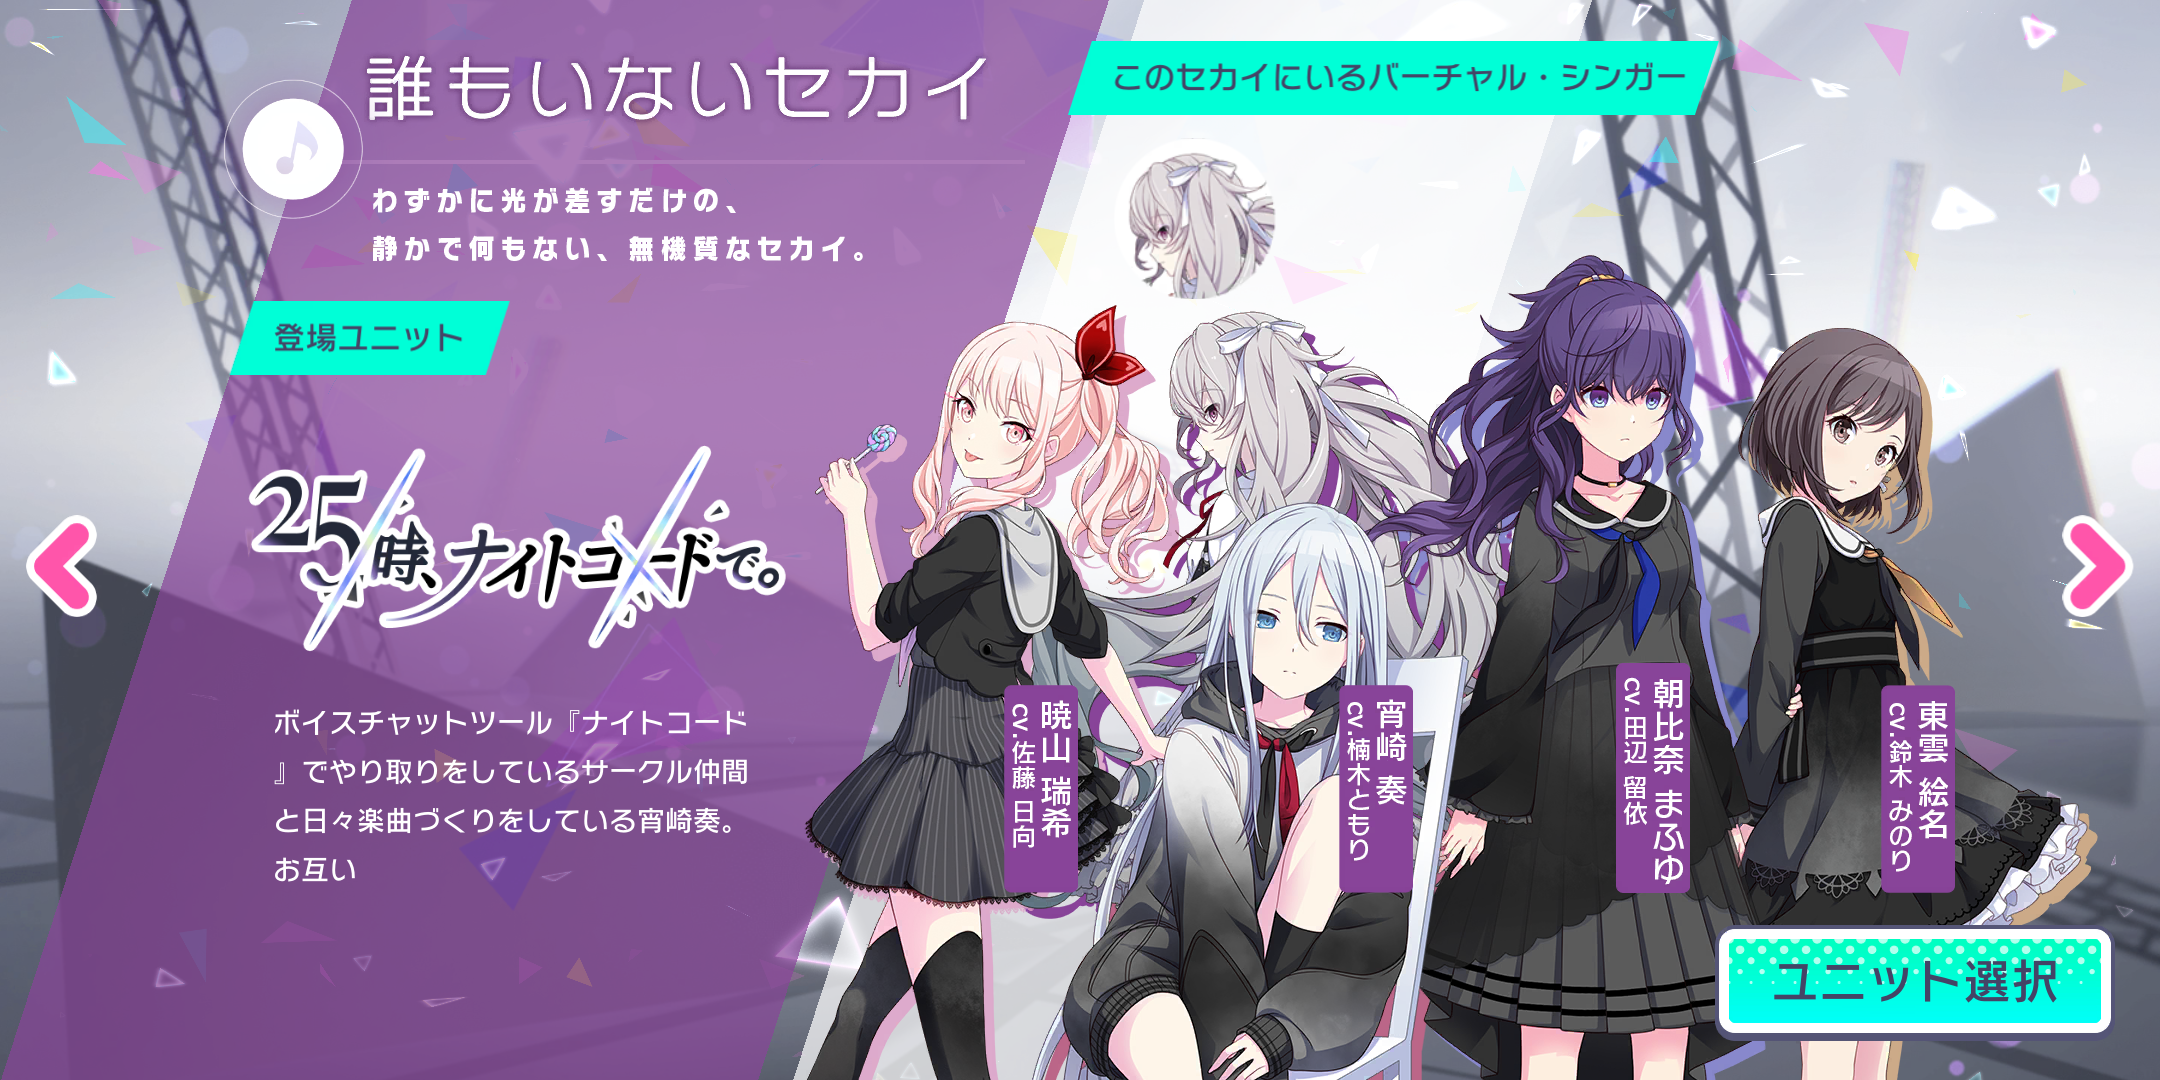 誰もいないセカイ
わずかに光が差すだけの、
静かで何もない、無機質なセカイ。
登場ユニット
25時、ナイトコードで。
ボイスチャットツール『ナイトコード
』でやり取りをしているサークル仲間
と日々楽曲づくりをしている宵崎奏。
お互い
このセカイにいるバーチャル・シンガー
暁山 瑞希
cv.佐藤 日向
宵崎 奏
cv.楠木ともり
朝比奈 まふゆ
cv.田辺 留依
東雲 絵名
cv.鈴木 みのり
ユニット選択